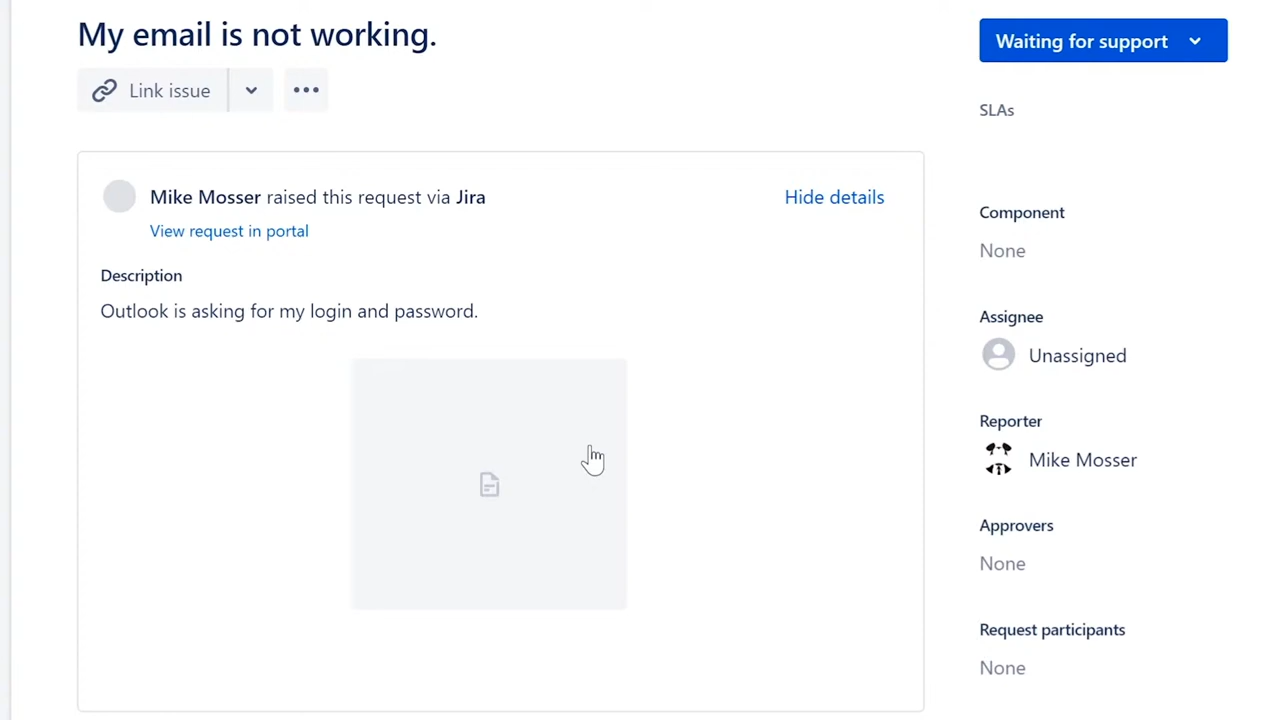 My email is not working.
Waiting for support
Link issue
SLAs
Mike Mosser raised this request via Jira
Hide details
View request in portal
Component
None
Description
Outlook is asking for my login and password.
Assignee
Unassigned
Reporter
Mike Mosser
Approvers
None
Request participants
None